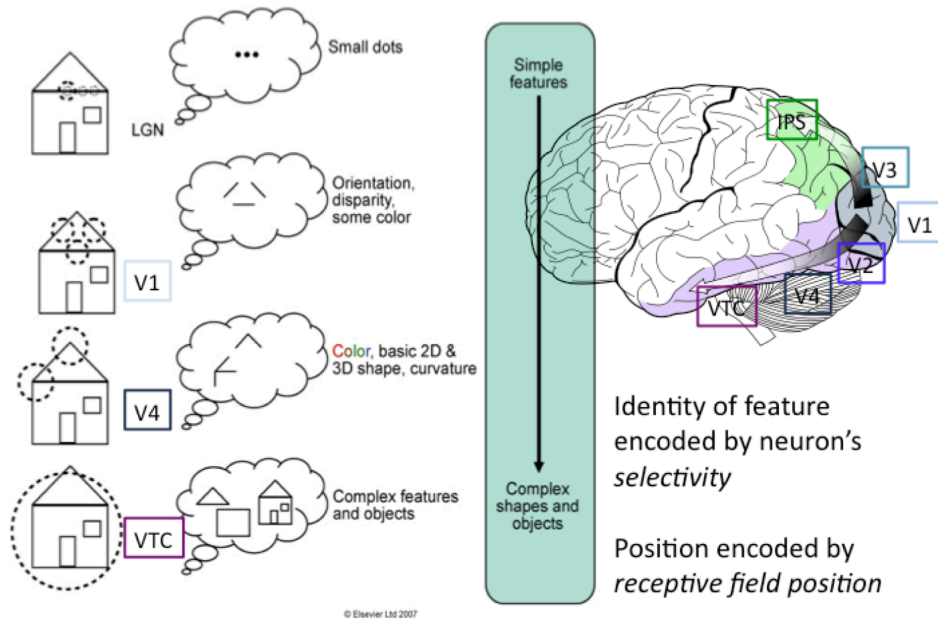 Small dots
LGN
Orientation,
disparity,
some color
V1
Color, basic 2D &
3D shape, curvature
V4
Complex features
and objects
VTC
© Elsevier Ltd 2007
Simple
features
Complex
shapes and
objects
IPS
V3
V1
V2
V4
VTC
Identity of feature
encoded by neuron's
selectivity
Position encoded by
receptive field position